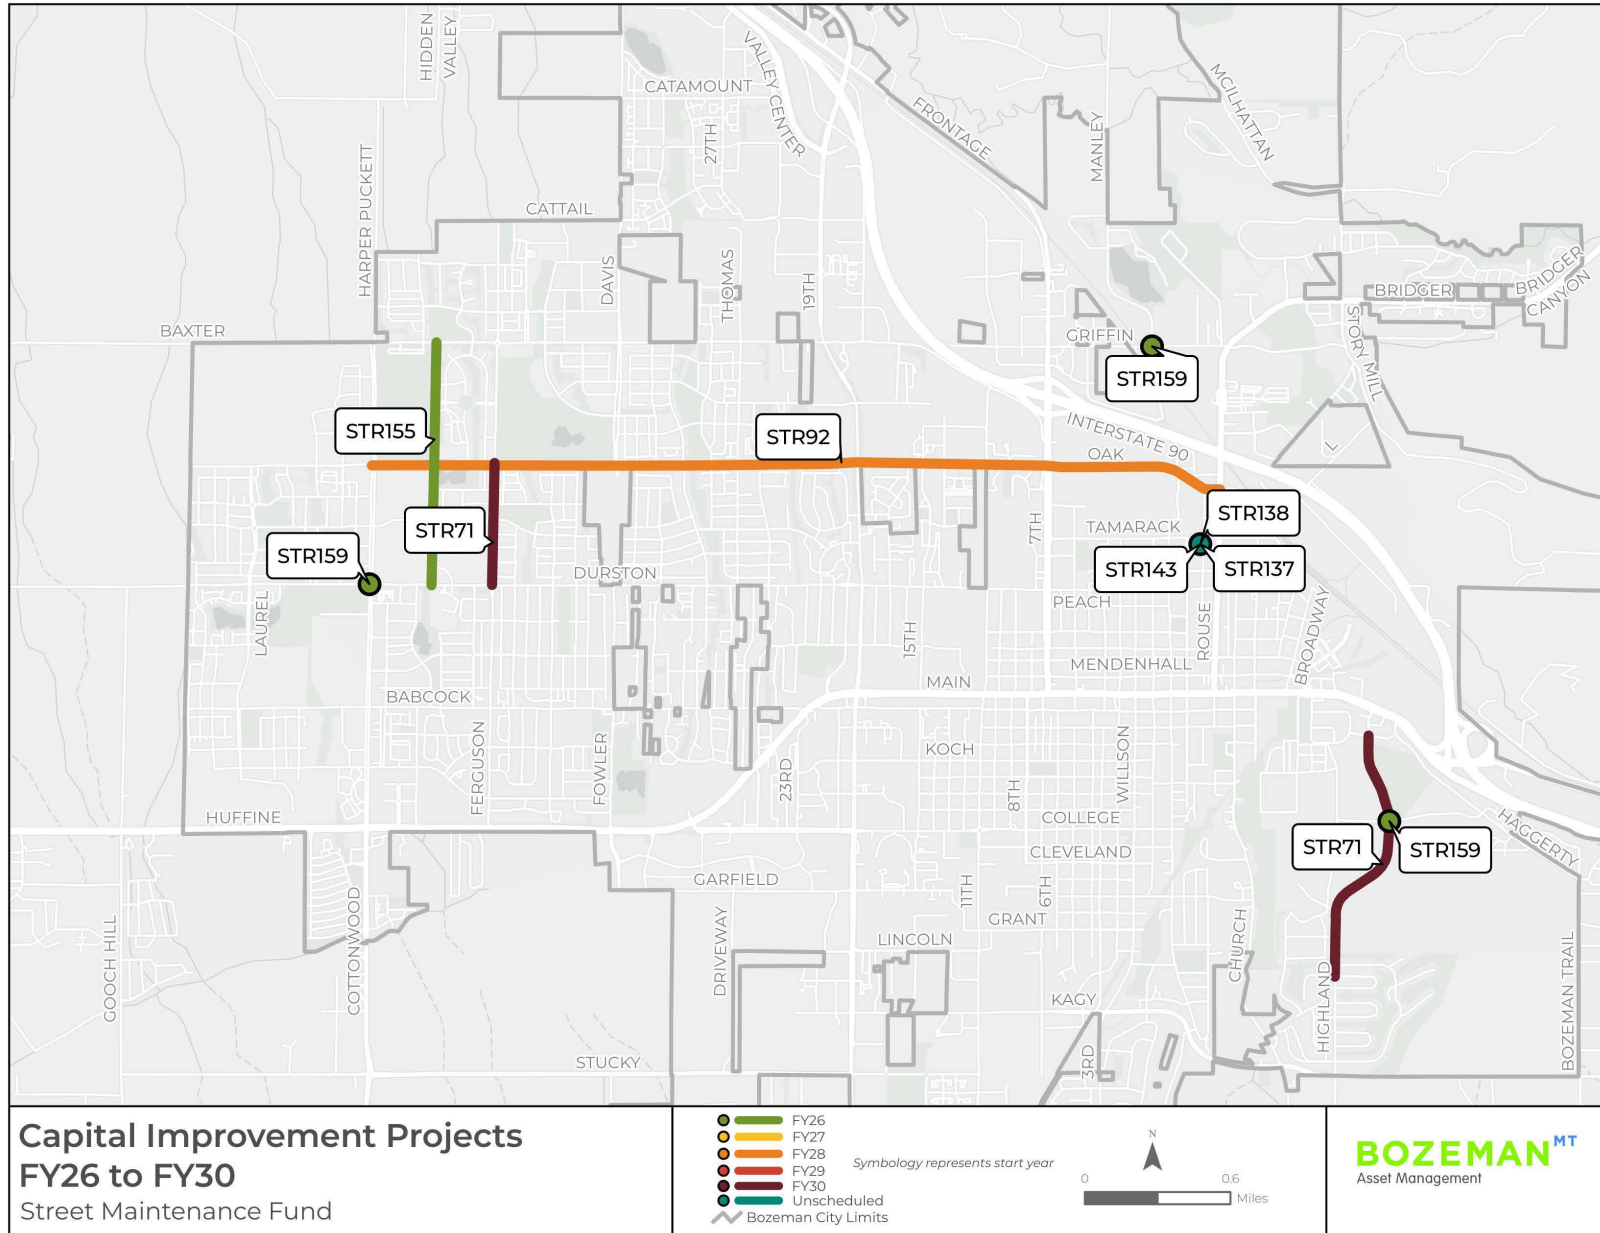 HIDDEN
VALLEY
VALLEY CENTER
CATAMOUNT
27TH
FRONTAGE
MCILHATTAN
MANLEY
HARPER PUCKETT
CATTAIL
DAVIS
THOMAS
19TH
BRIDGER
BRIDGER
CANYON
STORY MILL
BAXTER
GRIFFIN
STR159
STR155
STR92
INTERSTATE 90
OAK
L
STR71
STR138
TAMARACK
7TH
STR159
STR143
STR137
DURSTON
PEACH
LAUREL
15TH
ROUSE
BROADWAY
MENDENHALL
MAIN
BABCOCK
FERGUSON
FOWLER
23RD
KOCH
WILLSON
8TH
HUFFINE
COLLEGE
HAGGERTY
STR71
STR159
CLEVELAND
GARFIELD
11TH
6TH
COTTONWOOD
GOOCH HILL
DRIVEWAY
GRANT
LINCOLN
CHURCH
HIGHLAND
BOZEMAN TRAIL
KAGY
3RD
STUCKY
Capital Improvement Projects
FY26 to FY30
Street Maintenance Fund
FY26
FY27
FY28
FY29
FY30
Unscheduled
Bozeman City Limits
Symbology represents start year
N
0 0.6
Miles
BOZEMAN MT
Asset Management